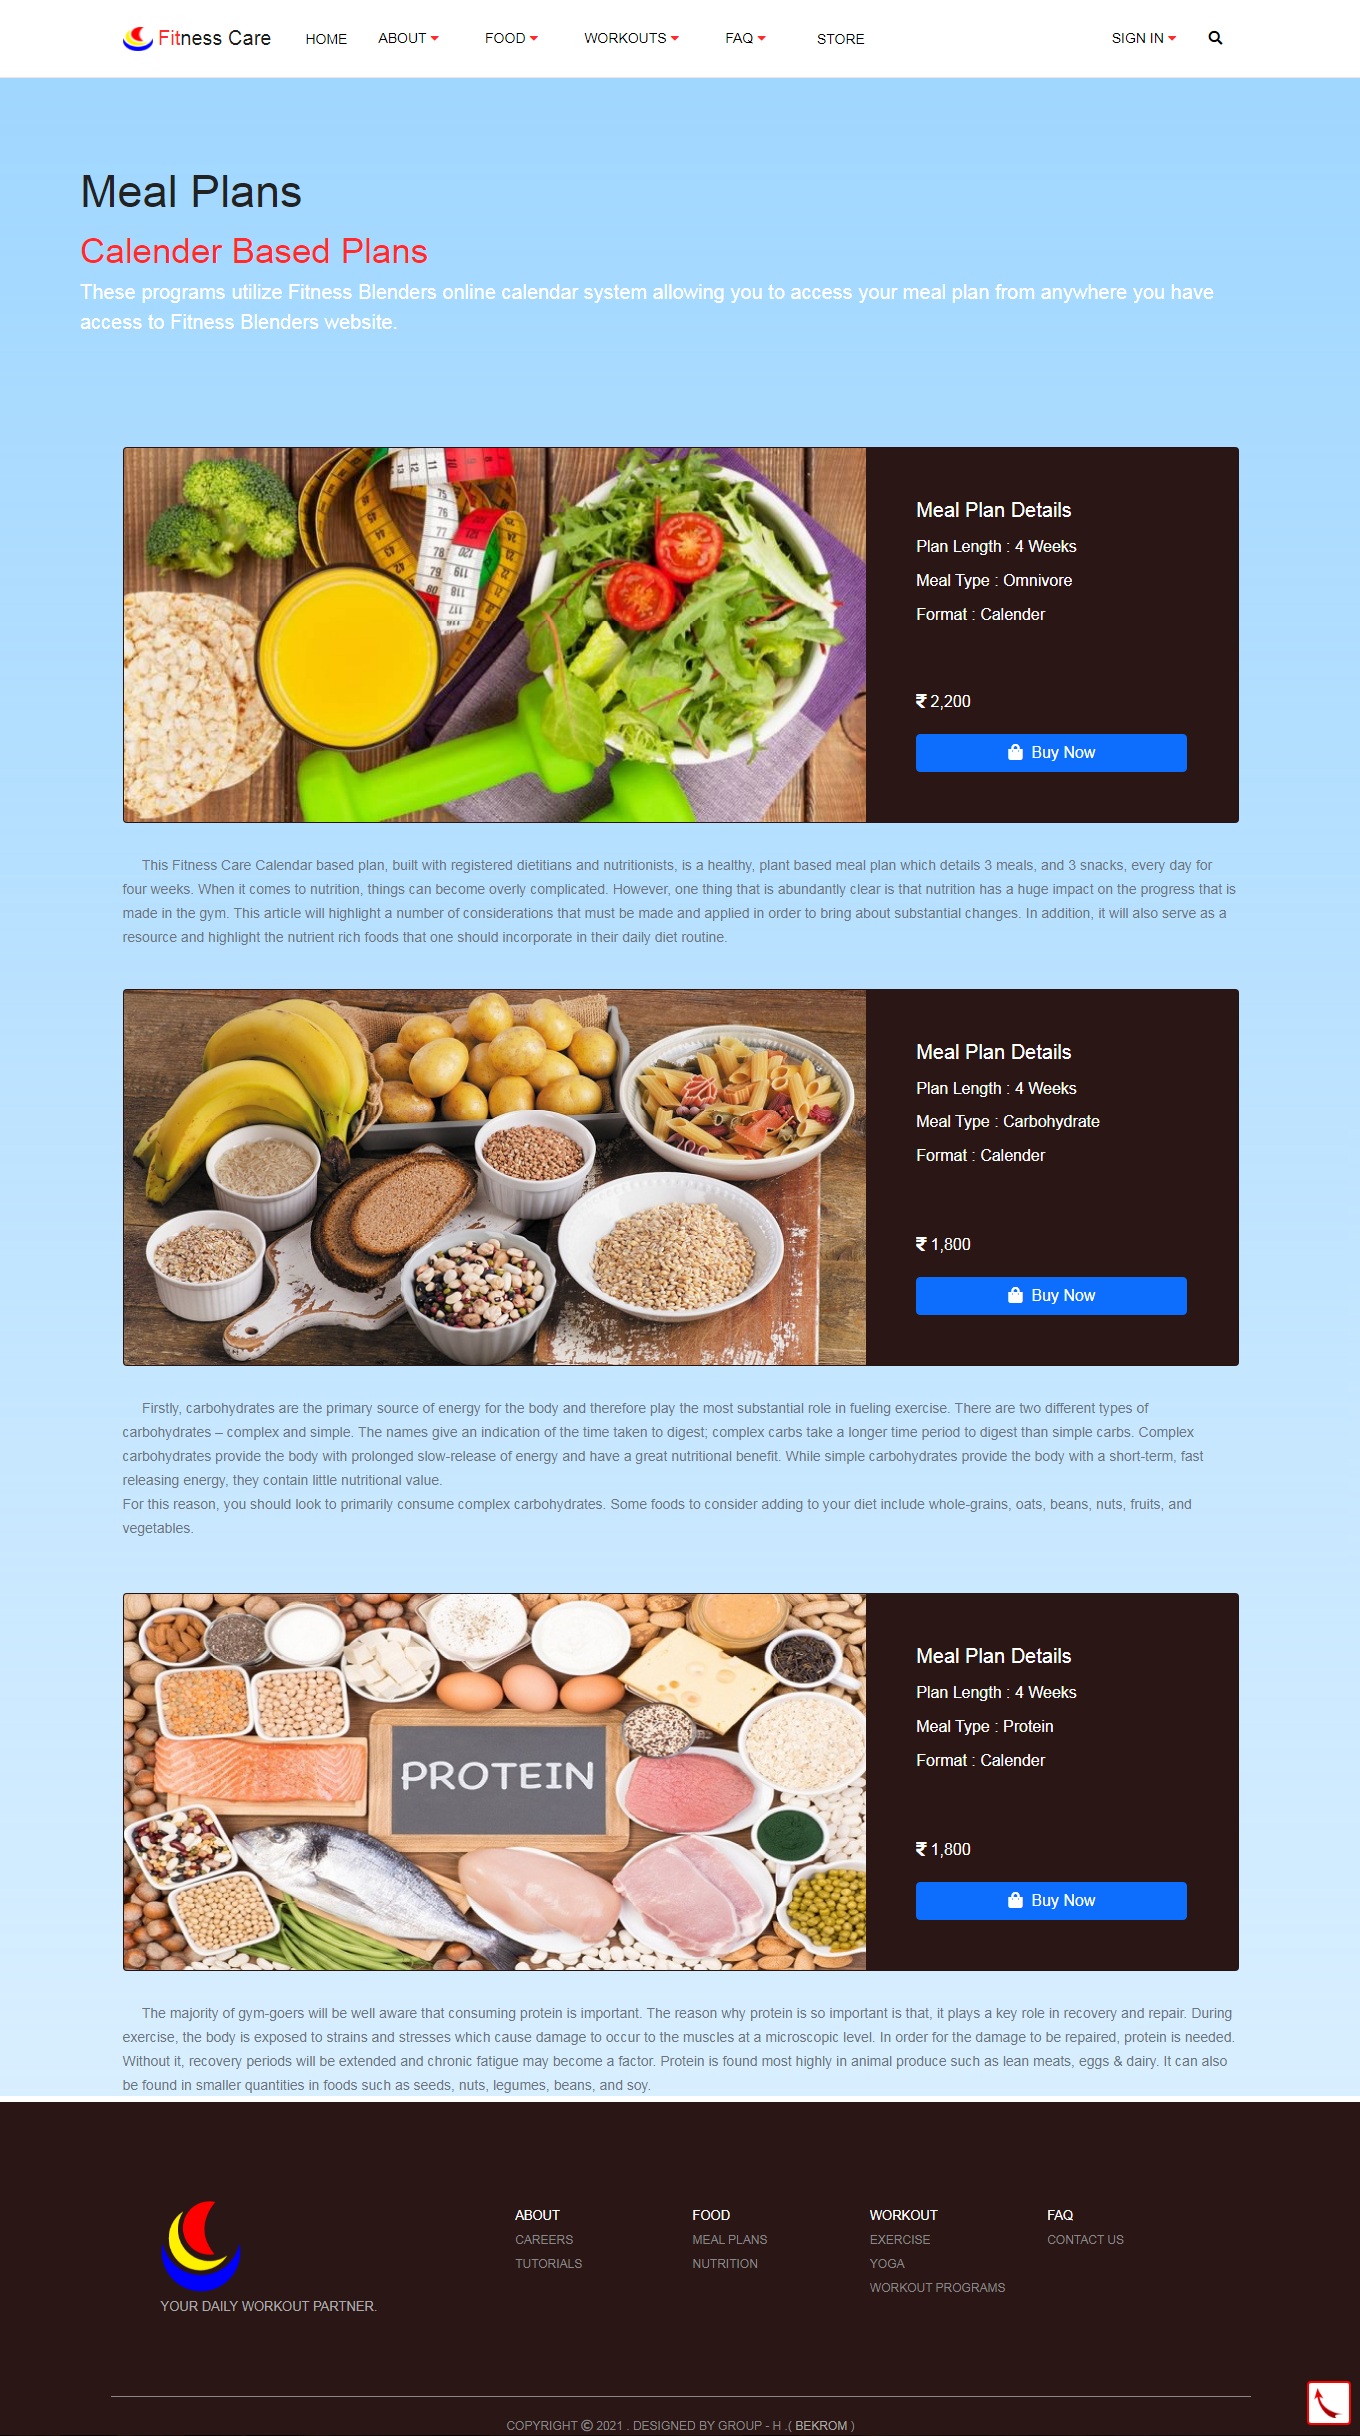 Fitness Care HOME ABOUT FOOD WORKOUTS FAQ STORE SIGN IN
Meal Plans
Calender Based Plans
These programs utilize Fitness Blenders online calendar system allowing you to access your meal plan from anywhere you have
access to Fitness Blenders website.
Meal Plan Details
Plan Length : 4 Weeks
Meal Type : Omnivore
Format : Calender
₹ 2,200
Buy Now
This Fitness Care Calendar based plan, built with registered dietitians and nutritionists, is a healthy, plant based meal plan which details 3 meals, and 3 snacks, every day for
four weeks. When it comes to nutrition, things can become overly complicated. However, one thing that is abundantly clear is that nutrition has a huge impact on the progress that is
made in the gym. This article will highlight a number of considerations that must be made and applied in order to bring about substantial changes. In addition, it will also serve as a
resource and highlight the nutrient rich foods that one should incorporate in their daily diet routine.
Meal Plan Details
Plan Length : 4 Weeks
Meal Type : Carbohydrate
Format : Calender
₹ 1,800
Buy Now
Firstly, carbohydrates are the primary source of energy for the body and therefore play the most substantial role in fueling exercise. There are two different types of
carbohydrates – complex and simple. The names give an indication of the time taken to digest; complex carbs take a longer time period to digest than simple carbs. Complex
carbohydrates provide the body with prolonged slow-release of energy and have a great nutritional benefit. While simple carbohydrates provide the body with a short-term, fast
releasing energy, they contain little nutritional value.
For this reason, you should look to primarily consume complex carbohydrates. Some foods to consider adding to your diet include whole-grains, oats, beans, nuts, fruits, and
vegetables.
PROTEIN
Meal Plan Details
Plan Length : 4 Weeks
Meal Type : Protein
Format : Calender
₹ 1,800
Buy Now
The majority of gym-goers will be well aware that consuming protein is important. The reason why protein is so important is that, it plays a key role in recovery and repair. During
exercise, the body is exposed to strains and stresses which cause damage to occur to the muscles at a microscopic level. In order for the damage to be repaired, protein is needed.
Without it, recovery periods will be extended and chronic fatigue may become a factor. Protein is found most highly in animal produce such as lean meats, eggs & dairy. It can also
be found in smaller quantities in foods such as seeds, nuts, legumes, beans, and soy.
YOUR DAILY WORKOUT PARTNER.
ABOUT
CAREERS
TUTORIALS
FOOD
MEAL PLANS
NUTRITION
WORKOUT
EXERCISE
YOGA
WORKOUT PROGRAMS
FAQ
CONTACT US
COPYRIGHT © 2021 . DESIGNED BY GROUP - H .( BEKROM )